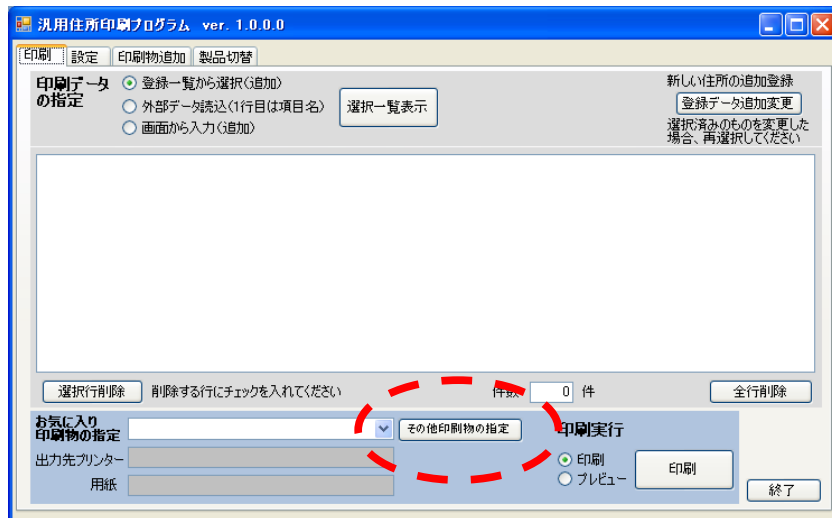 汎用住所印刷プログラム ver. 1.0.0.0
印刷 設定 印刷物追加 製品切替
印刷データ
の指定
登録一覧から選択(追加)
外部データ読込(1行目は項目名)
画面から入力(追加)
選択一覧表示
新しい住所の追加登録
登録データ追加変更
選択済みのものを変更した
場合、再選択してください
選択行削除 削除する行にチェックを入れてください 件数 0 件 全行削除
お気に入り
印刷物の指定
その他印刷物の指定
出力先プリンター
用紙
印刷実行
印刷
プレビュー
印刷
終了